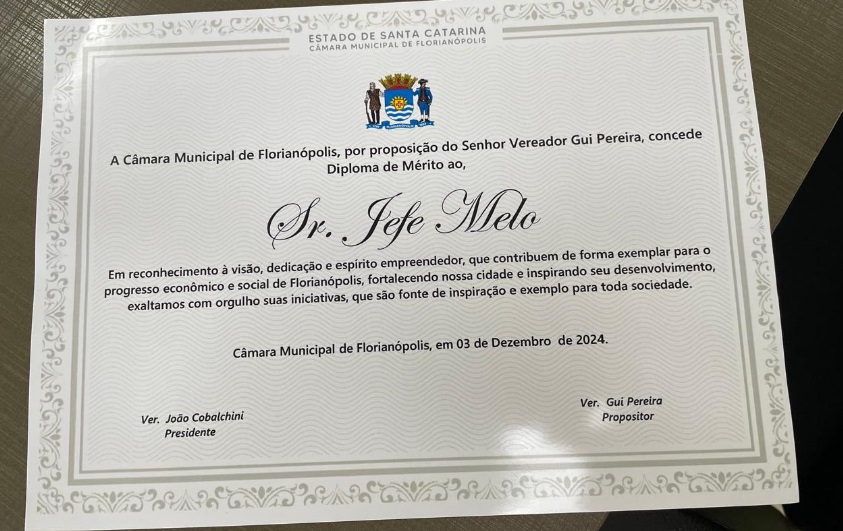 ESTADO DE SANTA CATARINA
CÂMARA MUNICIPAL DE FLORIANÓPOLIS
A Câmara Municipal de Florianópolis, por proposição do Senhor Vereador Gui Pereira, concede
Diploma de Mérito ao,
Sr. Jefe Melo
Em reconhecimento à visão, dedicação e espírito empreendedor, que contribuem de forma exemplar para o
progresso econômico e social de Florianópolis, fortalecendo nossa cidade e inspirando seu desenvolvimento,
exaltamos com orgulho suas iniciativas, que são fonte de inspiração e exemplo para toda sociedade.
Câmara Municipal de Florianópolis, em 03 de Dezembro de 2024.
Ver. João Cobalchini
Presidente
Ver. Gui Pereira
Propositor